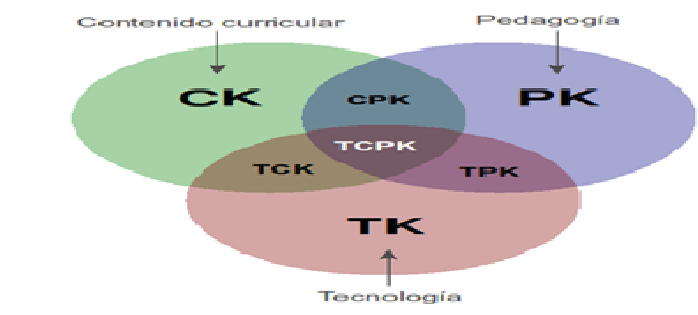 Contenido curricular
Pedagogía
CK
CPK
PK
TCPK
TCK
TPK
TK
Tecnología